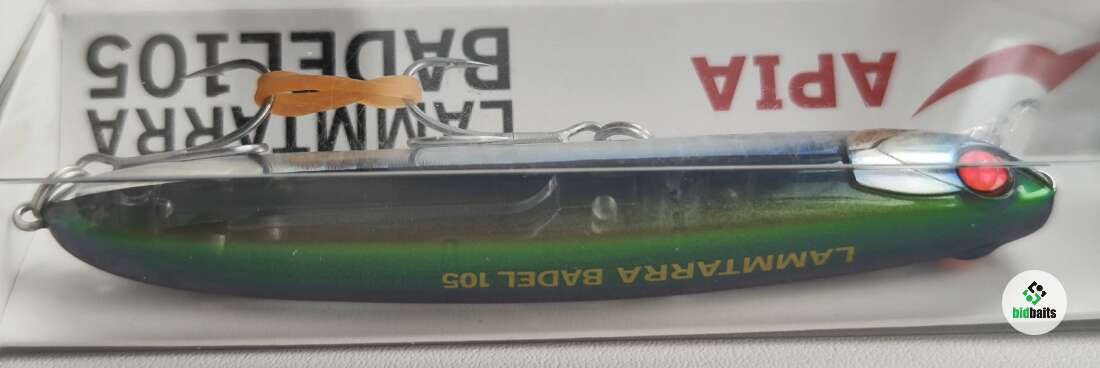 LAMMTARRA
BADEL105
APIA
LAMMTARRA BADEL 105
bidbaits